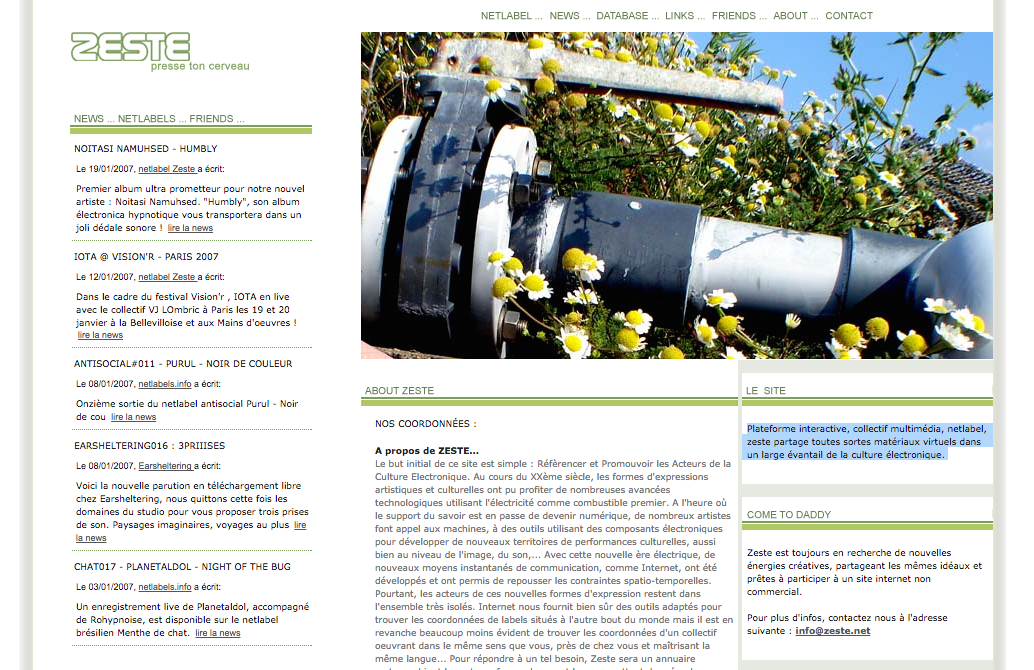 NETLABEL ... NEWS ... DATABASE ... LINKS ... FRIENDS ... ABOUT ... CONTACT
ZESTE
presse ton cerveau
NEWS ... NETLABELS ... FRIENDS ...
NOITASI NAMUHSED - HUMBLY
Le 19/01/2007, netlabel Zeste a écrit:
Premier album ultra prometteur pour notre nouvel
artiste : Noitasi Namuhsed. "Humbly", son album
électronica hypnotique vous transportera dans un
joli dédale sonore ! lire la news
IOTA @ VISION'R - PARIS 2007
Le 12/01/2007, netlabel Zeste a écrit:
Dans le cadre du festival Vision'r , IOTA en live
avec le collectif VJ LOmbric à Paris les 19 et 20
janvier à la Bellevilloise et aux Mains d'oeuvres !
lire la news
ANTISOCIAL#011 - PURUL - NOIR DE COULEUR
Le 08/01/2007, netlabels.info a écrit:
Onzième sortie du netlabel antisocial Purul - Noir
de cou lire la news
EARSHELTERING016 : 3PRIIISES
Le 08/01/2007, Earsheltering a écrit:
Voici la nouvelle parution en téléchargement libre
chez Earsheltering, nous quittons cette fois les
domaines du studio pour vous proposer trois prises
de son. Paysages imaginaires, voyages au plus lire
la news
CHAT017 - PLANETALDOL - NIGHT OF THE BUG
Le 03/01/2007, netlabels.info a écrit:
Un enregistrement live de Planetaldol, accompagné
de Rohypnoise, est disponible sur le netlabel
brésilien Menthe de chat. lire la news
ABOUT ZESTE
NOS COORDONNÉES :
A propos de ZESTE...
Le but initial de ce site est simple : Référencer et Promouvoir les Acteurs de la
Culture Electronique. Au cours du XXème siècle, les formes d'expressions
artistiques et culturelles ont pu profiter de nombreuses avancées
technologiques utilisant l'électricité comme combustible premier. A l'heure où
le support du savoir est en passe de devenir numérique, de nombreux artistes
font appel aux machines, à des outils utilisant des composants électroniques
pour développer de nouveaux territoires de performances culturelles, aussi
bien au niveau de l'image, du son,... Avec cette nouvelle ère électrique, de
nouveaux moyens instantanés de communication, comme Internet, ont été
développés et ont permis de repousser les contraintes spatio-temporelles.
Pourtant, les acteurs de ces nouvelles formes d'expression restent dans
l'ensemble très isolés. Internet nous fournit bien sûr des outils adaptés pour
trouver les coordonnées de labels situés à l'autre bout du monde mais il est en
revanche beaucoup moins évident de trouver les coordonnées d'un collectif
oeuvrant dans le même sens que vous, près de chez vous et maîtrisant la
même langue... Pour répondre à un tel besoin, Zeste sera un annuaire
LE SITE
Plateforme interactive, collectif multimédia, netlabel,
zeste partage toutes sortes matériaux virtuels dans
un large évantail de la culture électronique.
COME TO DADDY
Zeste est toujours en recherche de nouvelles
énergies créatives, partageant les mêmes idéaux et
prêtes à participer à un site internet non
commercial.
Pour plus d'infos, contactez nous à l'adresse
suivante : info@zeste.net